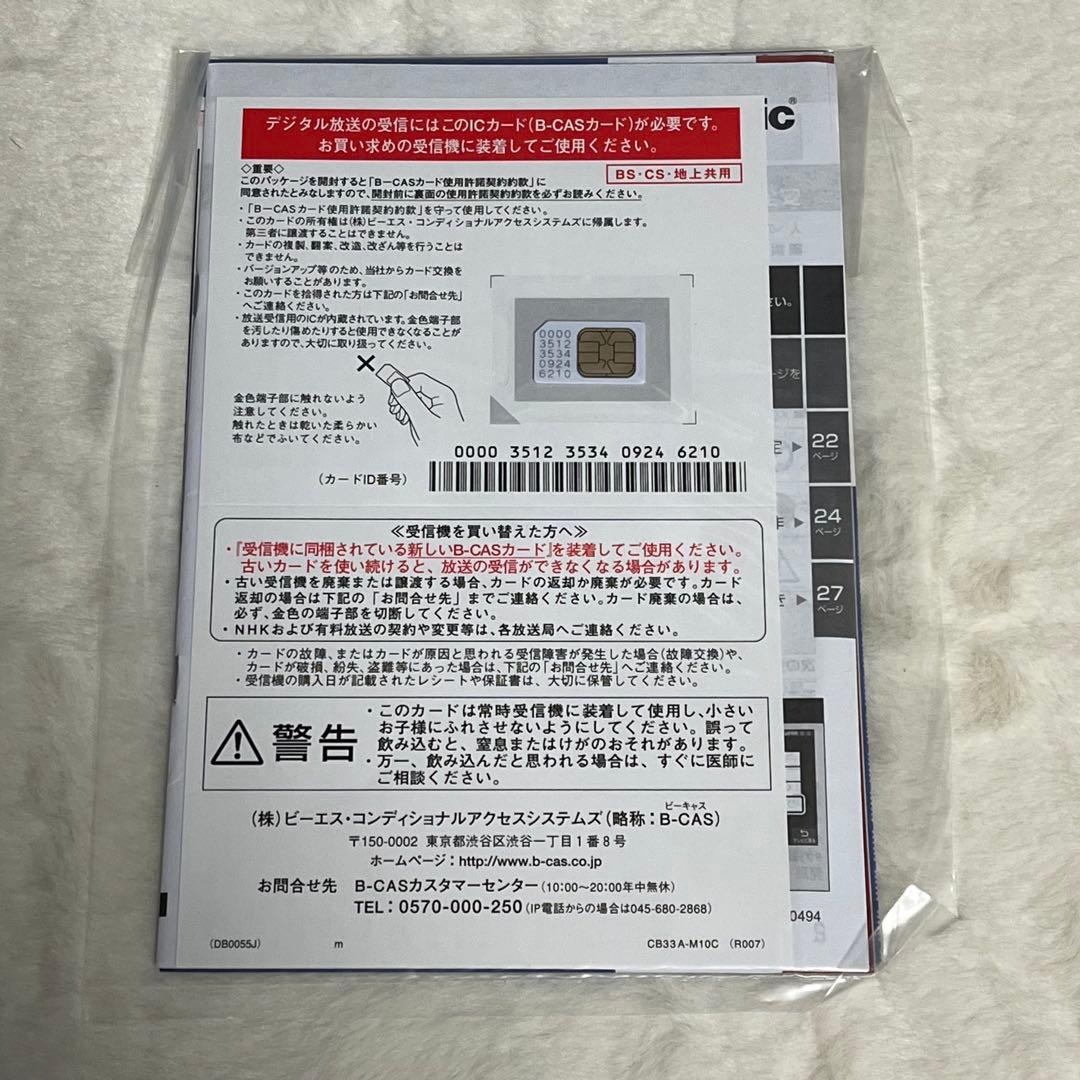 ic®
デジタル放送の受信にはこのICカード(B-CASカード)が必要です。
お買い求めの受信機に装着してご使用ください。
◇重要◇
このパッケージを開封すると「B-CASカード使用許諾契約約款」に
同意されたとみなしますので、開封前に裏面の使用許諾契約約款を必ずお読みください。
BS・CS・地上共用
・「B-CASカード使用許諾契約約款」を守って使用してください。
・このカードの所有権は(株)ビーエス・コンディショナルアクセスシステムズに帰属します。
第三者に譲渡することはできません。
・カードの複製、翻案、改造、改ざん等を行うことは
できません。
・バージョンアップ等のため、当社からカード交換を
お願いすることがあります。
・このカードを拾得された方は下記の「お問合せ先」
へご連絡ください。
・放送受信用のICが内蔵されています。金色端子部
を汚したり傷めたりすると使用できなくなることが
ありますので、大切に取り扱ってください。
0000
3512
3534
0924
6210
金色端子部に触れないよう
注意してください。
触れたときは乾いた柔らかい
布などでふいてください。
0000 3512 3534 0924 6210
(カードID番号)
≪受信機を買い替えた方へ≫
・『受信機に同梱されている新しいB-CASカード』を装着してご使用ください。
古いカードを使い続けると、放送の受信ができなくなる場合があります。
・古い受信機を廃棄または譲渡する場合、カードの返却か廃棄が必要です。カード
返却の場合は下記の「お問合せ先」までご連絡ください。カード廃棄の場合は、
必ず、金色の端子部を切断してください。
・NHKおよび有料放送の契約や変更等は、各放送局へご連絡ください。
・カードの故障、またはカードが原因と思われる受信障害が発生した場合(故障交換)や、
カードが破損、紛失、盗難等にあった場合は、下記の「お問合せ先」へご連絡ください。
・受信機の購入日が記載されたレシートや保証書は、大切に保管してください。
警告
・このカードは常時受信機に装着して使用し、小さい
お子様にふれさせないようにしてください。誤って
飲み込むと、窒息またはけがのおそれがあります。
・万一、飲み込んだと思われる場合は、すぐに医師に
ご相談ください。
ビーキャス
(株)ビーエス・コンディショナルアクセスシステムズ(略称:B-CAS)
〒150-0002 東京都渋谷区渋谷一丁目1番8号
ホームページ:http://www.b-cas.co.jp
お問合せ先 B-CASカスタマーセンター(10:00~20:00年中無休)
TEL:0570-000-250(IP電話からの場合は045-680-2868)
(DB0055J) m CB33A-M10C (R007)
さい。
ージを
22
ページ
24
ページ
27
ページ
0494